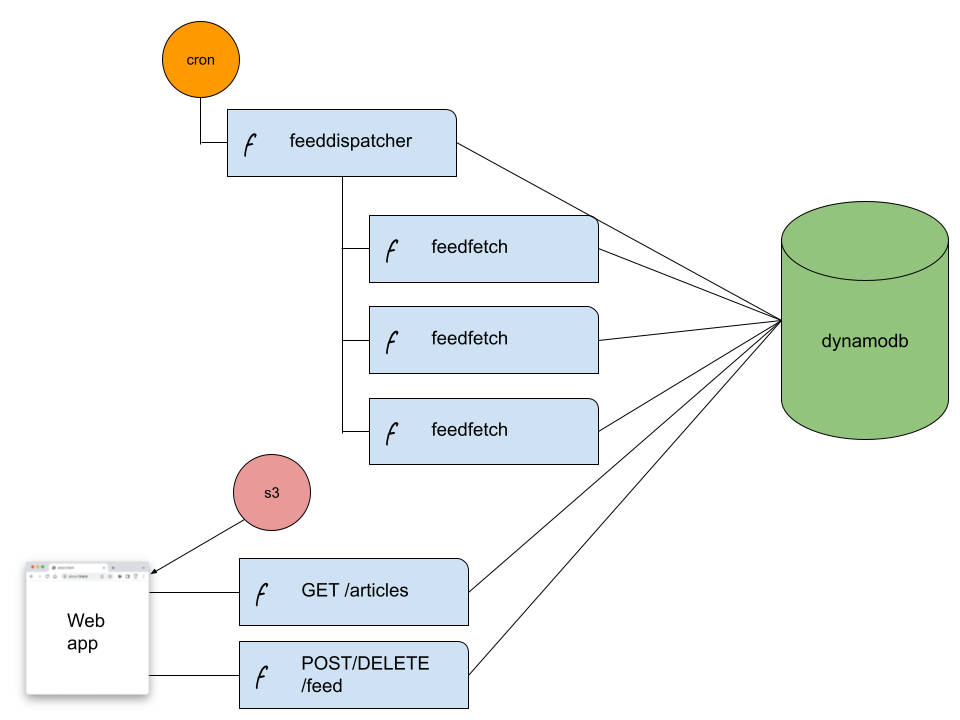 cron
f feeddispatcher
f feedfetch
f feedfetch
dynamodb
f feedfetch
s3
f GET /articles
Web
app
f POST/DELETE
/feed